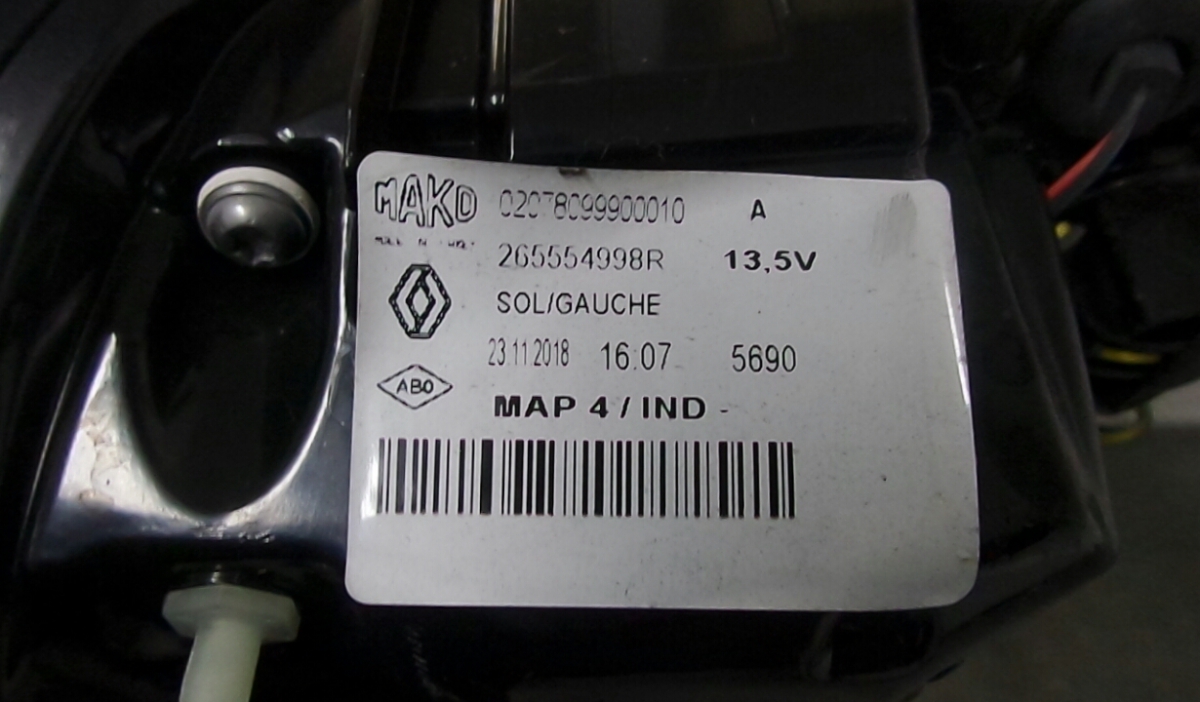 MAKO 02078099900010 A
265554998R 13,5V
SOL/GAUCHE
23 11 2018 16:07 5690
ABO
MAP 4 / IND -